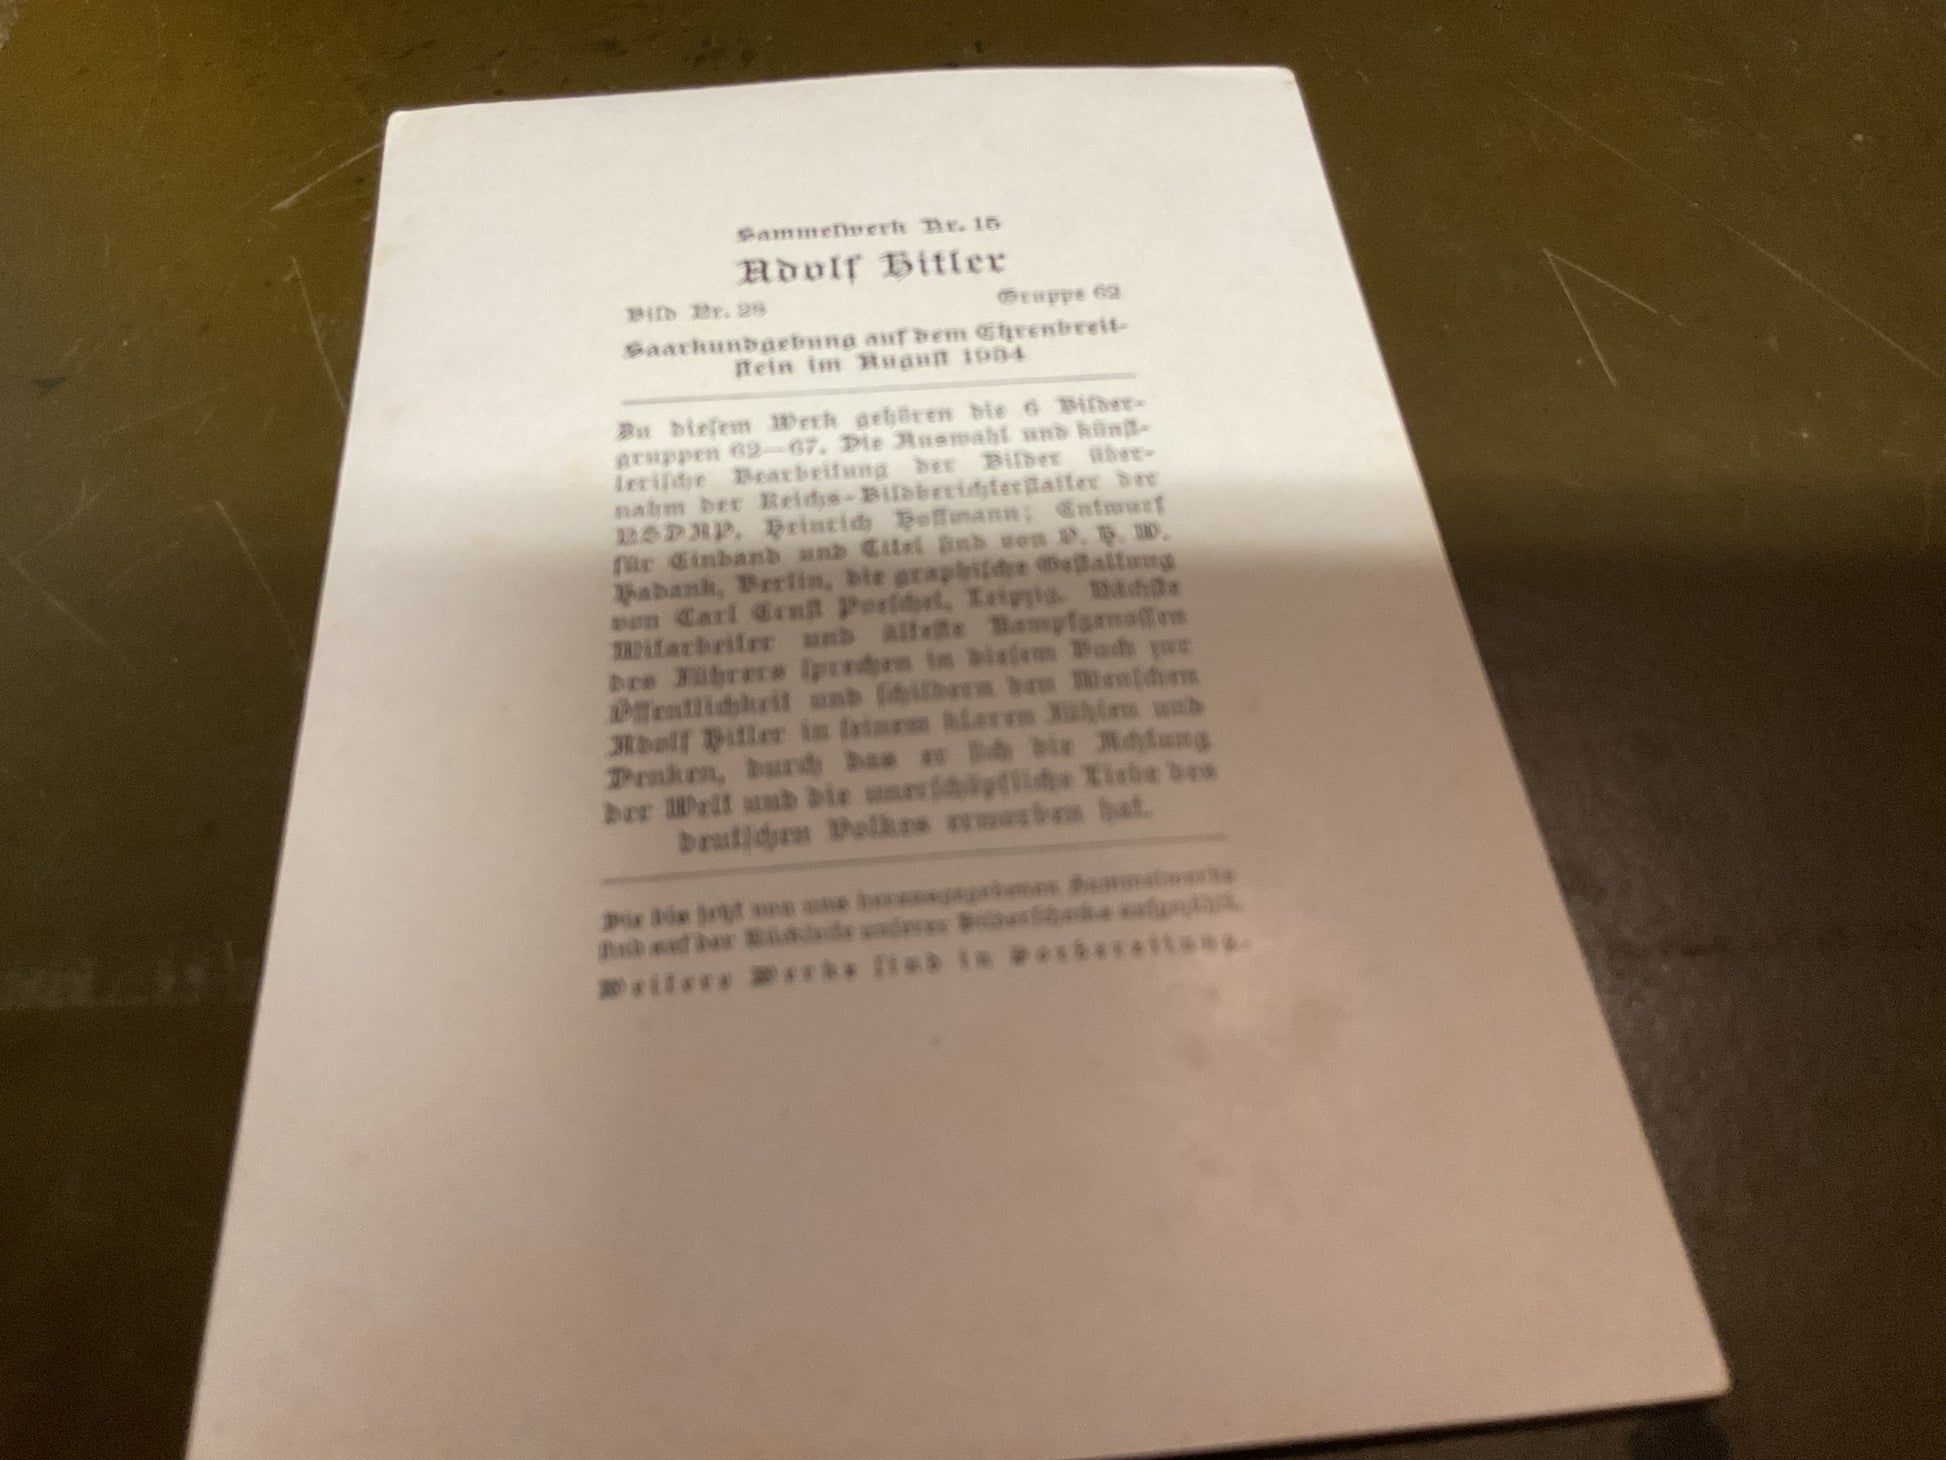 Sammelwerk Nr. 15
Adolf Hitler
Bild Nr. 28 Gruppe 62
Saarkundgebung auf dem Ehrenbreit-
stein im August 1934
Zu diesem Werk gehören die 6 Bilder-
gruppen 62—67. Die Auswahl und künst-
lerische Bearbeitung der Bilder über-
nahm der Reichs-Bildberichterstatter der
NSDAP, Heinrich Hoffmann; Entwurf
für Einband und Titel sind von O. H. W.
Hadank, Berlin, die graphische Gestaltung
von Carl Ernst Poeschel, Leipzig. Nächste
Mitarbeiter und älteste Kampfgenossen
des Führers sprechen in diesem Buch zur
Öffentlichkeit und schildern den Menschen
Adolf Hitler in seinem klaren Fühlen und
Denken, durch das er sich die Achtung
der Welt und die unerschöpfliche Liebe des
deutschen Volkes erworben hat.
Die bis jetzt von uns herausgegebenen Sammelwerke
sind auf der Rückseite unserer Bilderschecks aufgezählt.
Weitere Werke sind in Vorbereitung.